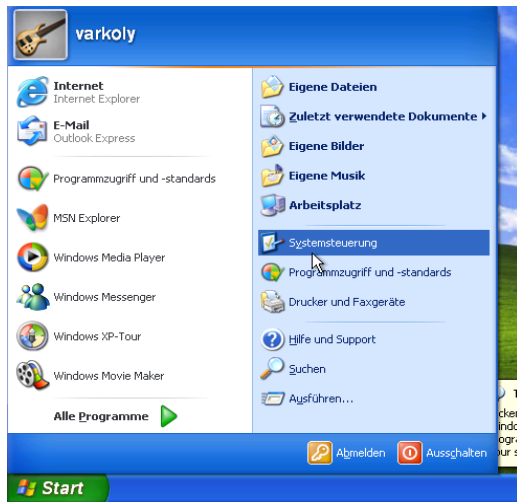 varkoly
Internet
Internet Explorer
E-Mail
Outlook Express
Programmzugriff und -standards
MSN Explorer
Windows Media Player
Windows Messenger
Windows XP-Tour
Windows Movie Maker
Alle Programme
Eigene Dateien
Zuletzt verwendete Dokumente
Eigene Bilder
Eigene Musik
Arbeitsplatz
Systemsteuerung
Programmzugriff und -standards
Drucker und Faxgeräte
Hilfe und Support
Suchen
Ausführen...
Abmelden
Ausschalten
Start